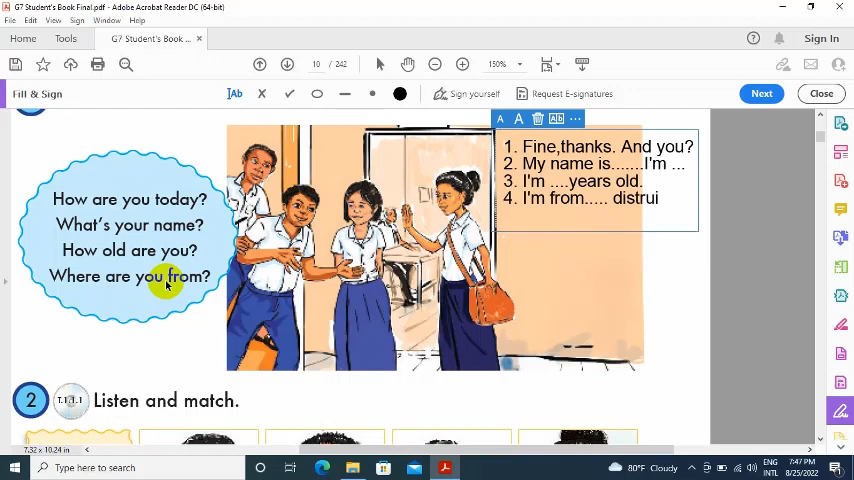 G7 Student's Book Final.pdf - Adobe Acrobat Reader DC (64-bit)
File Edit View Sign Window Help
Home Tools G7 Student's Book ... × Sign In
10 / 242 150%
Fill & Sign Ab Sign yourself Request E-signatures Next Close
A A Ab ...
1. Fine,thanks. And you?
2. My name is.......I'm ...
3. I'm ....years old.
4. I'm from..... distrui
How are you today?
What's your name?
How old are you?
Where are you from?
2 T.1.1.1 Listen and match.
7.32 x 10.24 in
Type here to search
80°F Cloudy
ENG
INTL
7:47 PM
8/25/2022